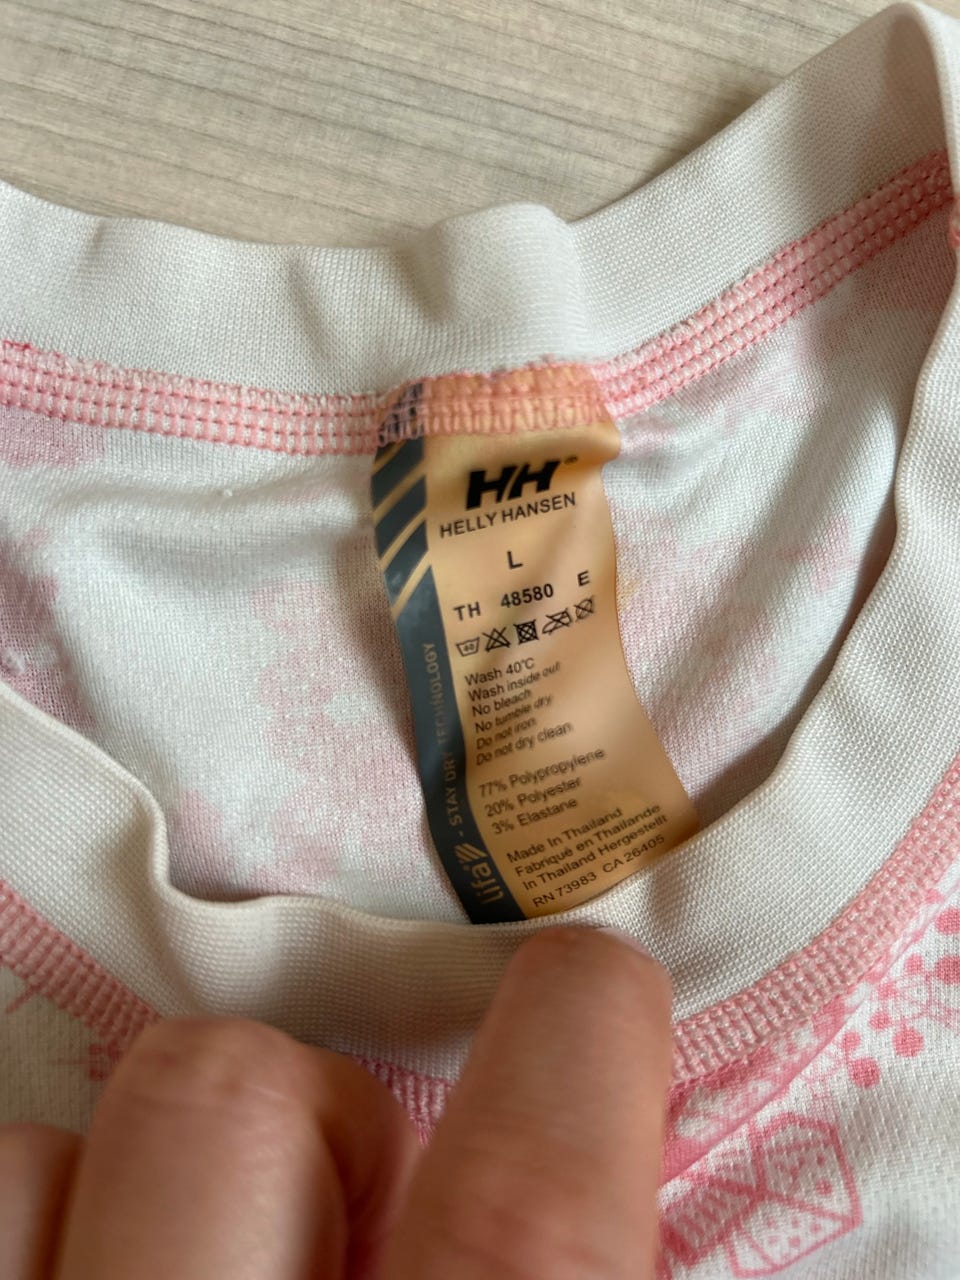 HH®
HELLY HANSEN
L
TH 48580 E
40
Wash 40°C
Wash inside out
No bleach
No tumble dry
Do not iron
Do not dry clean
77% Polypropylene
20% Polyester
3% Elastane
Made In Thailand
Fabriqué en Thaïlande
In Thailand Hergestellt
RN 73983 CA 26405
lifa - STAY DRY TECHNOLOGY